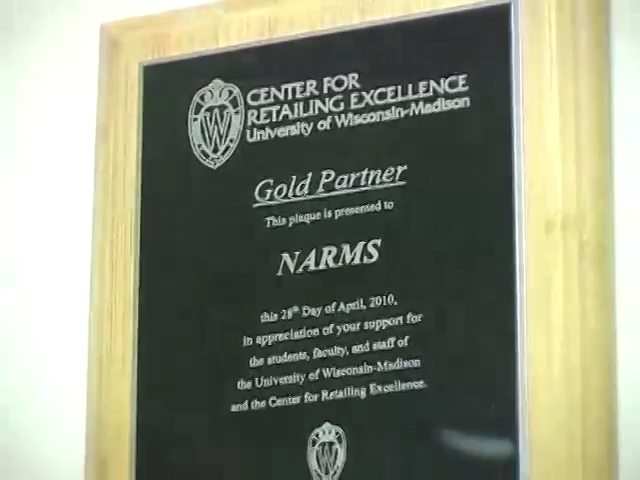 W
CENTER FOR
RETAILING EXCELLENCE
University of Wisconsin-Madison
Gold Partner
This plaque is presented to
NARMS
this 28th Day of April, 2010,
in appreciation of your support for
the students, faculty, and staff of
the University of Wisconsin-Madison
and the Center for Retailing Excellence.
W